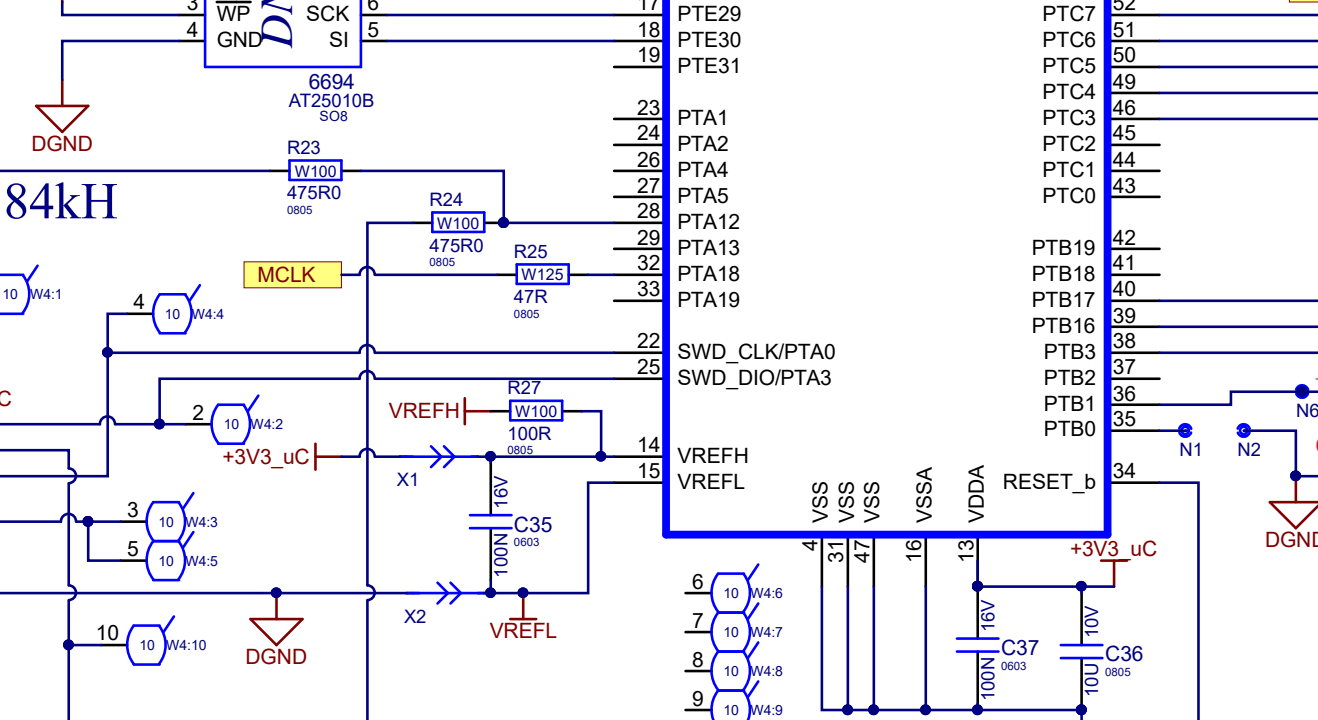 3
WP
SCK
6
4
GND
SI
5
6694
AT25010B
SO8
DGND
17
PTE29
18
PTE30
19
PTE31
23
PTA1
24
PTA2
26
PTA4
27
PTA5
28
PTA12
29
PTA13
32
PTA18
33
PTA19
22
SWD_CLK/PTA0
25
SWD_DIO/PTA3
14
VREFH
15
VREFL
PTC7
52
PTC6
51
PTC5
50
PTC4
49
PTC3
46
PTC2
45
PTC1
44
PTC0
43
PTB19
42
PTB18
41
PTB17
40
PTB16
39
PTB3
38
PTB2
37
PTB1
36
PTB0
35
RESET_b
34
VSS
VSS
VSS
VSSA
VDDA
4
31
47
16
13
R23
W100
475R0
0805
84kH
R24
W100
475R0
0805
R25
W125
47R
0805
MCLK
10
W4:1
4
10
W4:4
C
2
10
W4:2
R27
VREFH
W100
100R
0805
+3V3_uC
X1
16V
C35
0603
100N
3
10
W4:3
5
10
W4:5
X2
VREFL
DGND
10
10
W4:10
6
10
W4:6
7
10
W4:7
8
10
W4:8
9
10
W4:9
+3V3_uC
16V
C37
0603
100N
10V
C36
0805
10U
N1
N2
N6
DGND